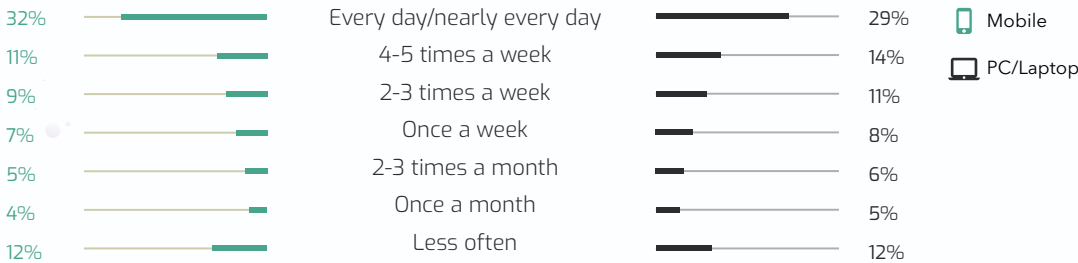 32% Every day/nearly every day 29% Mobile
11% 4-5 times a week 14% PC/Laptop
9% 2-3 times a week 11%
7% Once a week 8%
5% 2-3 times a month 6%
4% Once a month 5%
12% Less often 12%